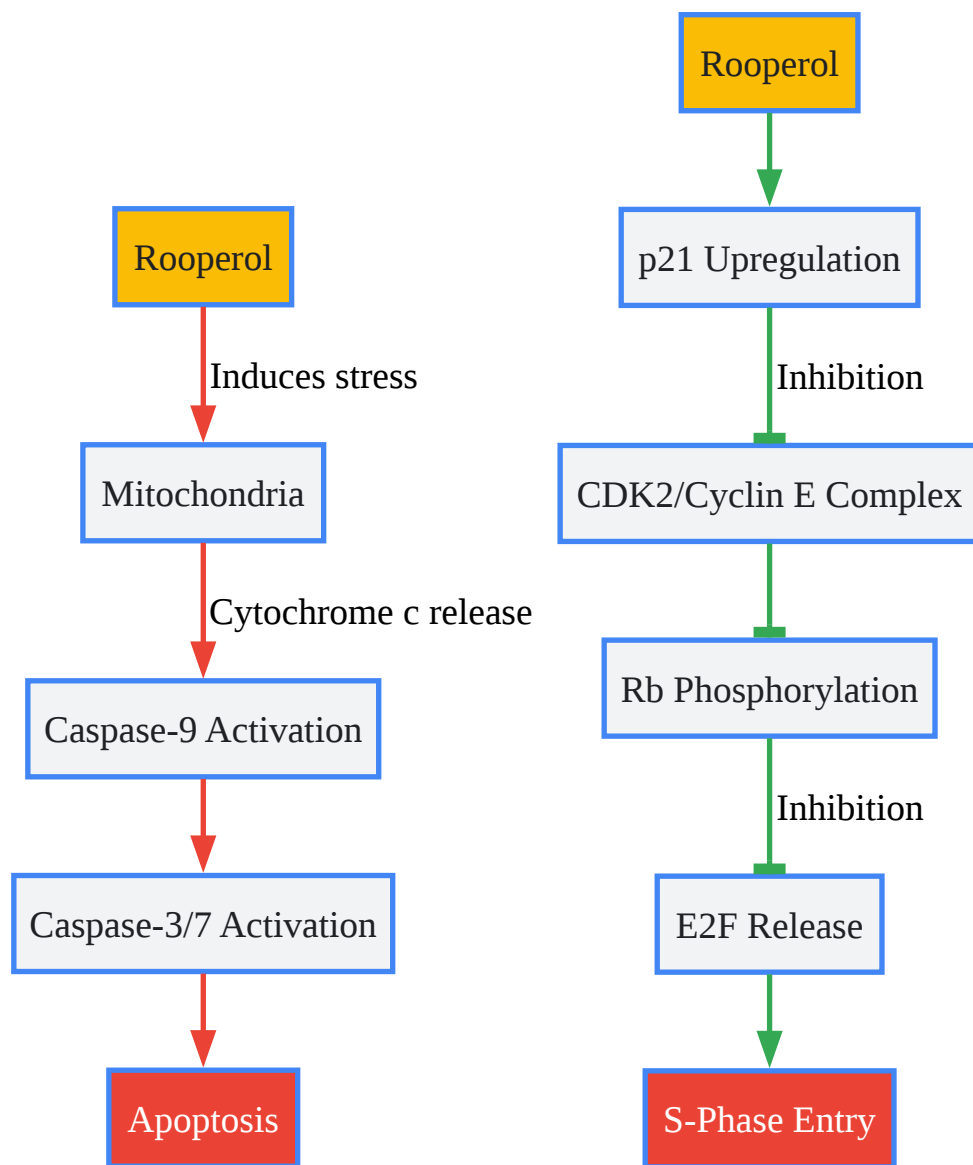 Rooperol
Induces stress
Mitochondria
Cytochrome c release
Caspase-9 Activation
Caspase-3/7 Activation
Apoptosis
Rooperol
p21 Upregulation
Inhibition
CDK2/Cyclin E Complex
Rb Phosphorylation
Inhibition
E2F Release
S-Phase Entry